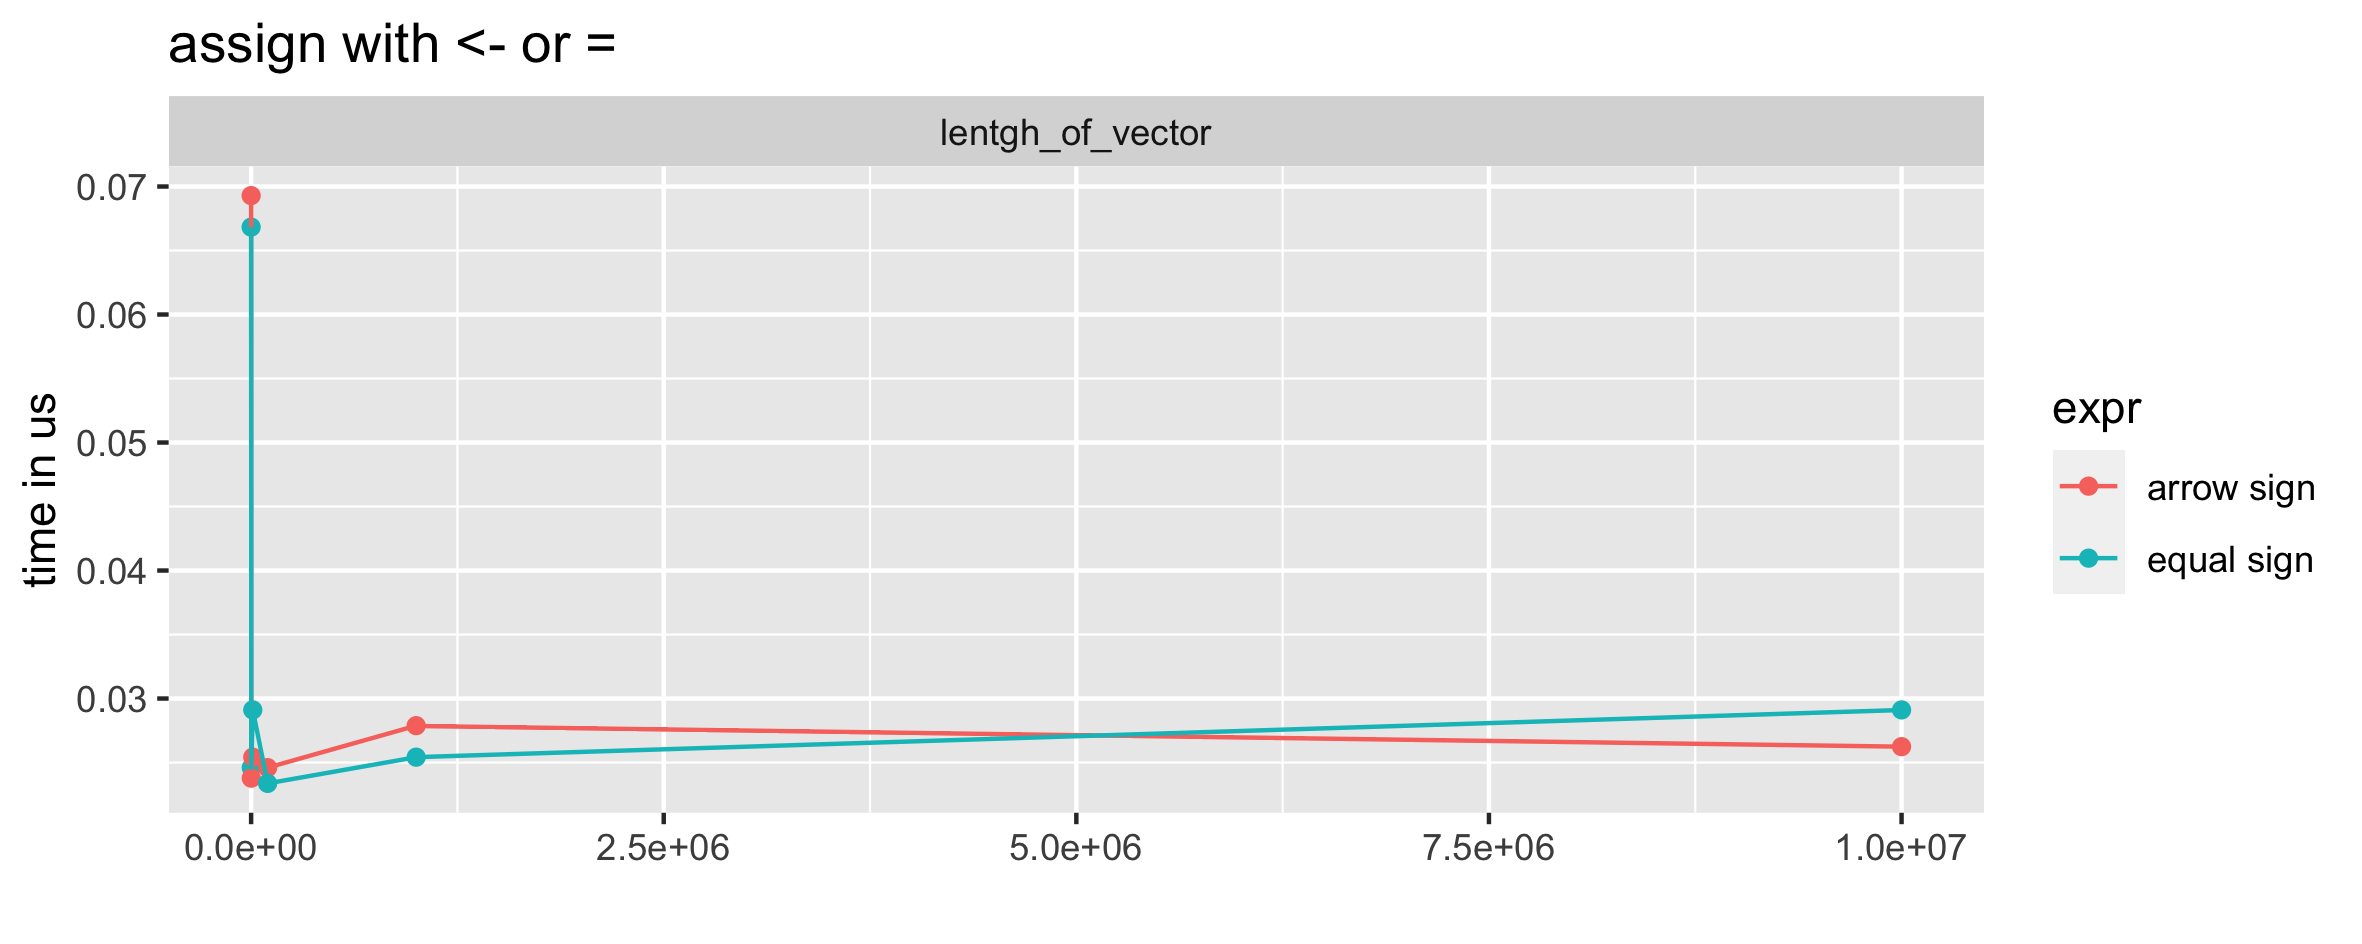 assign with <- or =
lentgh_of_vector
0.07
0.06
0.05
0.04
0.03
time in us
0.0e+00 2.5e+06 5.0e+06 7.5e+06 1.0e+07
expr
arrow sign
equal sign